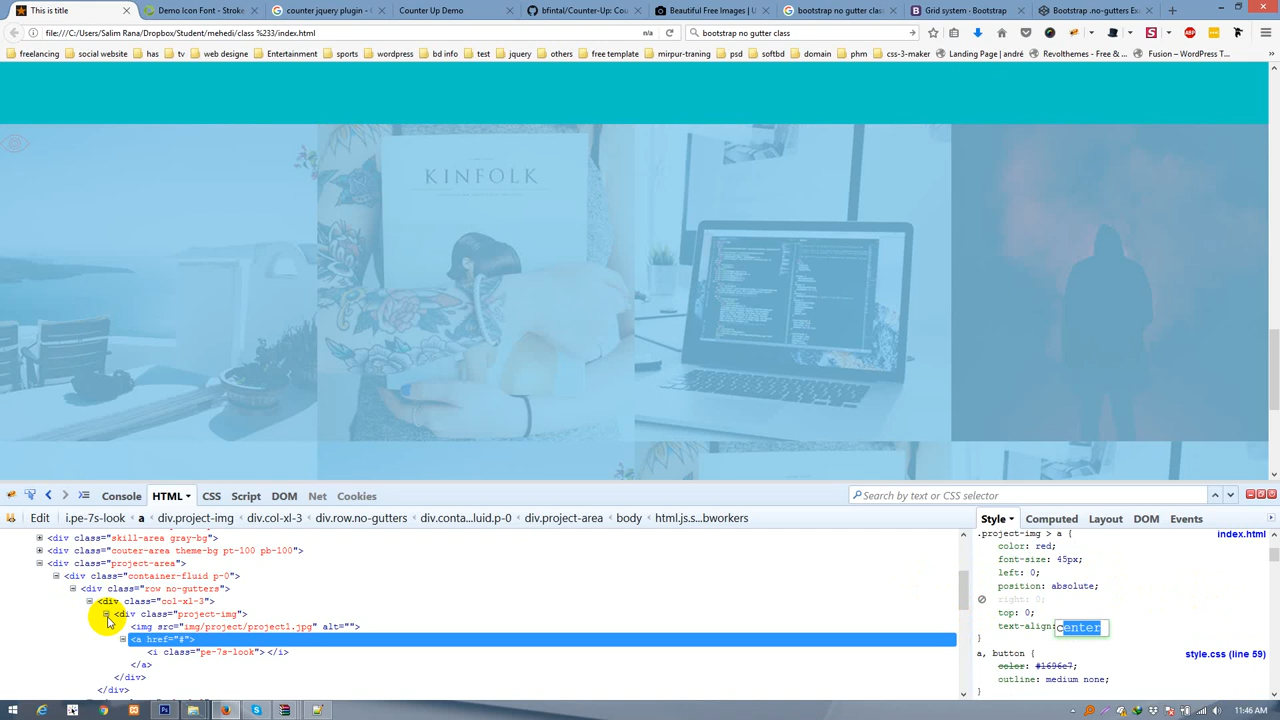 This is title
Demo Icon Font - Stroke
counter jquery plugin -
Counter Up Demo
bfintal/Counter-Up: Co
Beautiful Free Images | U
bootstrap no gutter class
Grid system · Bootstrap
Bootstrap .no-gutters Ex
file:///C:/Users/Salim Rana/Dropbox/Student/mehedi/class %233/index.html
n/a
bootstrap no gutter class
freelancing
social website
has
tv
web designe
Entertainment
sports
wordpress
bd info
test
jquery
others
free template
mirpur-traning
psd
softbd
domain
css-3-maker
phm
Landing Page | andré
Revolthemes - Free & ...
Fusion – WordPress T...
KINFOLK
Console
HTML
CSS
Script
DOM
Net
Cookies
Search by text or CSS selector
Edit
i.pe-7s-look < a < div.project-img < div.col-xl-3 < div.row.no-gutters < div.conta...luid.p-0 < div.project-area < body < html.js.s...bworkers
Style
Computed
Layout
DOM
Events
<div class="skill-area gray-bg">
<div class="couter-area theme-bg pt-100 pb-100">
<div class="project-area">
<div class="container-fluid p-0">
<div class="row no-gutters">
<div class="col-xl-3">
<div class="project-img">
<img src="img/project/project1.jpg" alt="">
<a href="#">
<i class="pe-7s-look"></i>
</a>
</div>
</div>
.project-img > a {
index.html
color: red;
font-size: 45px;
left: 0;
position: absolute;
right: 0;
top: 0;
text-align: center
}
a, button {
style.css (line 59)
color: #1696e7;
outline: medium none;
}
11:46 AM